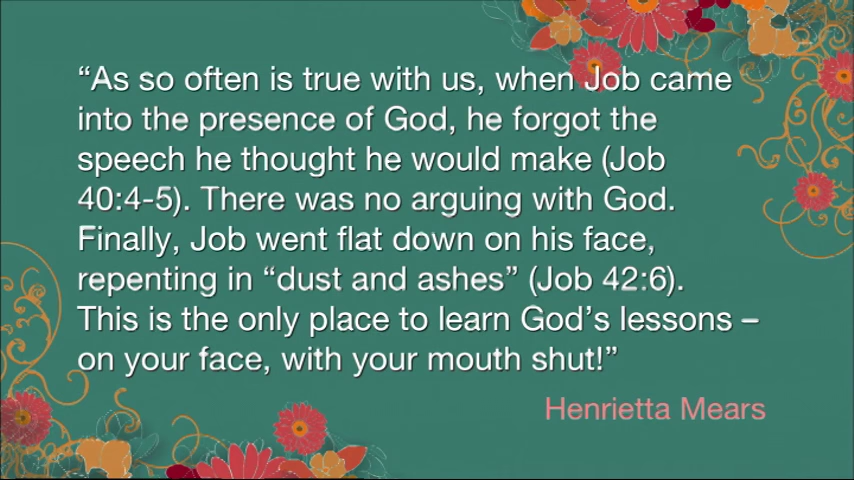 “As so often is true with us, when Job came
into the presence of God, he forgot the
speech he thought he would make (Job
40:4-5). There was no arguing with God.
Finally, Job went flat down on his face,
repenting in “dust and ashes” (Job 42:6).
This is the only place to learn God’s lessons –
on your face, with your mouth shut!”
Henrietta Mears